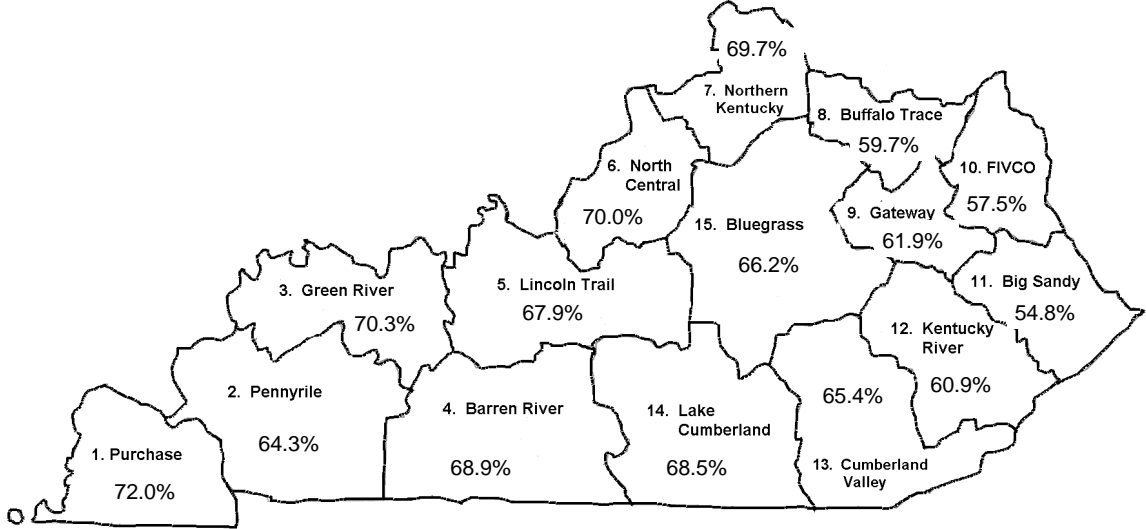 69.7%
7. Northern
Kentucky
8. Buffalo Trace
59.7%
6. North
Central
70.0%
10. FIVCO
57.5%
9. Gateway
61.9%
15. Bluegrass
66.2%
3. Green River
70.3%
5. Lincoln Trail
67.9%
11. Big Sandy
54.8%
12. Kentucky
River
60.9%
2. Pennyrile
64.3%
4. Barren River
68.9%
14. Lake
Cumberland
68.5%
65.4%
13. Cumberland
Valley
1. Purchase
72.0%